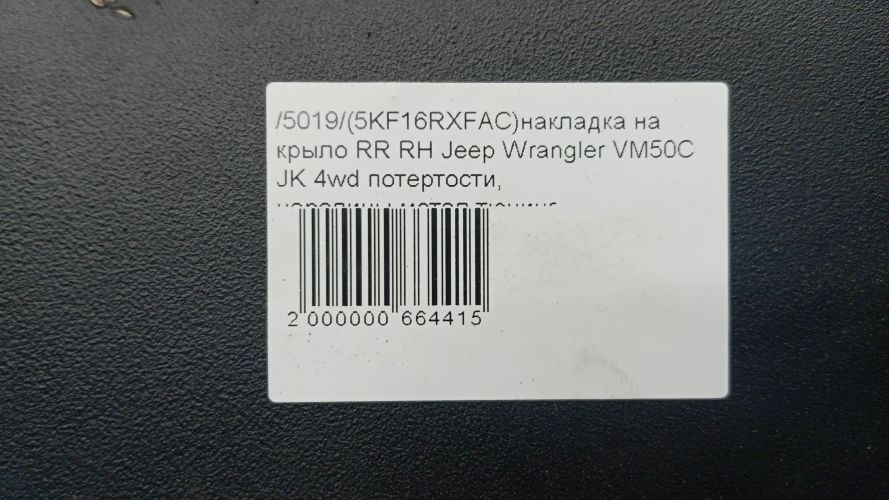 /5019/(5KF16RXFAC)накладка на
крыло RR RH Jeep Wrangler VM50C
JK 4wd потертости,
2 000000 664415